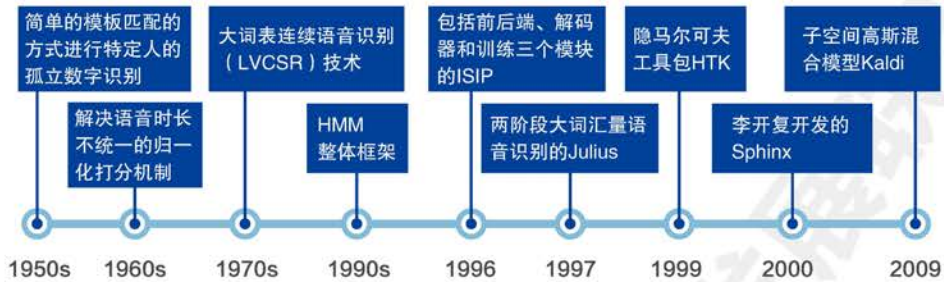 简单的模板匹配的
方式进行特定人的
孤立数字识别
解决语音时长
不统一的归一
化打分机制
大词表连续语音识别
（LVCSR）技术
HMM
整体框架
包括前后端、解码
器和训练三个模块
的ISIP
两阶段大词汇量语
音识别的Julius
隐马尔可夫
工具包HTK
李开复开发的
Sphinx
子空间高斯混
合模型Kaldi
1950s
1960s
1970s
1990s
1996
1997
1999
2000
2009